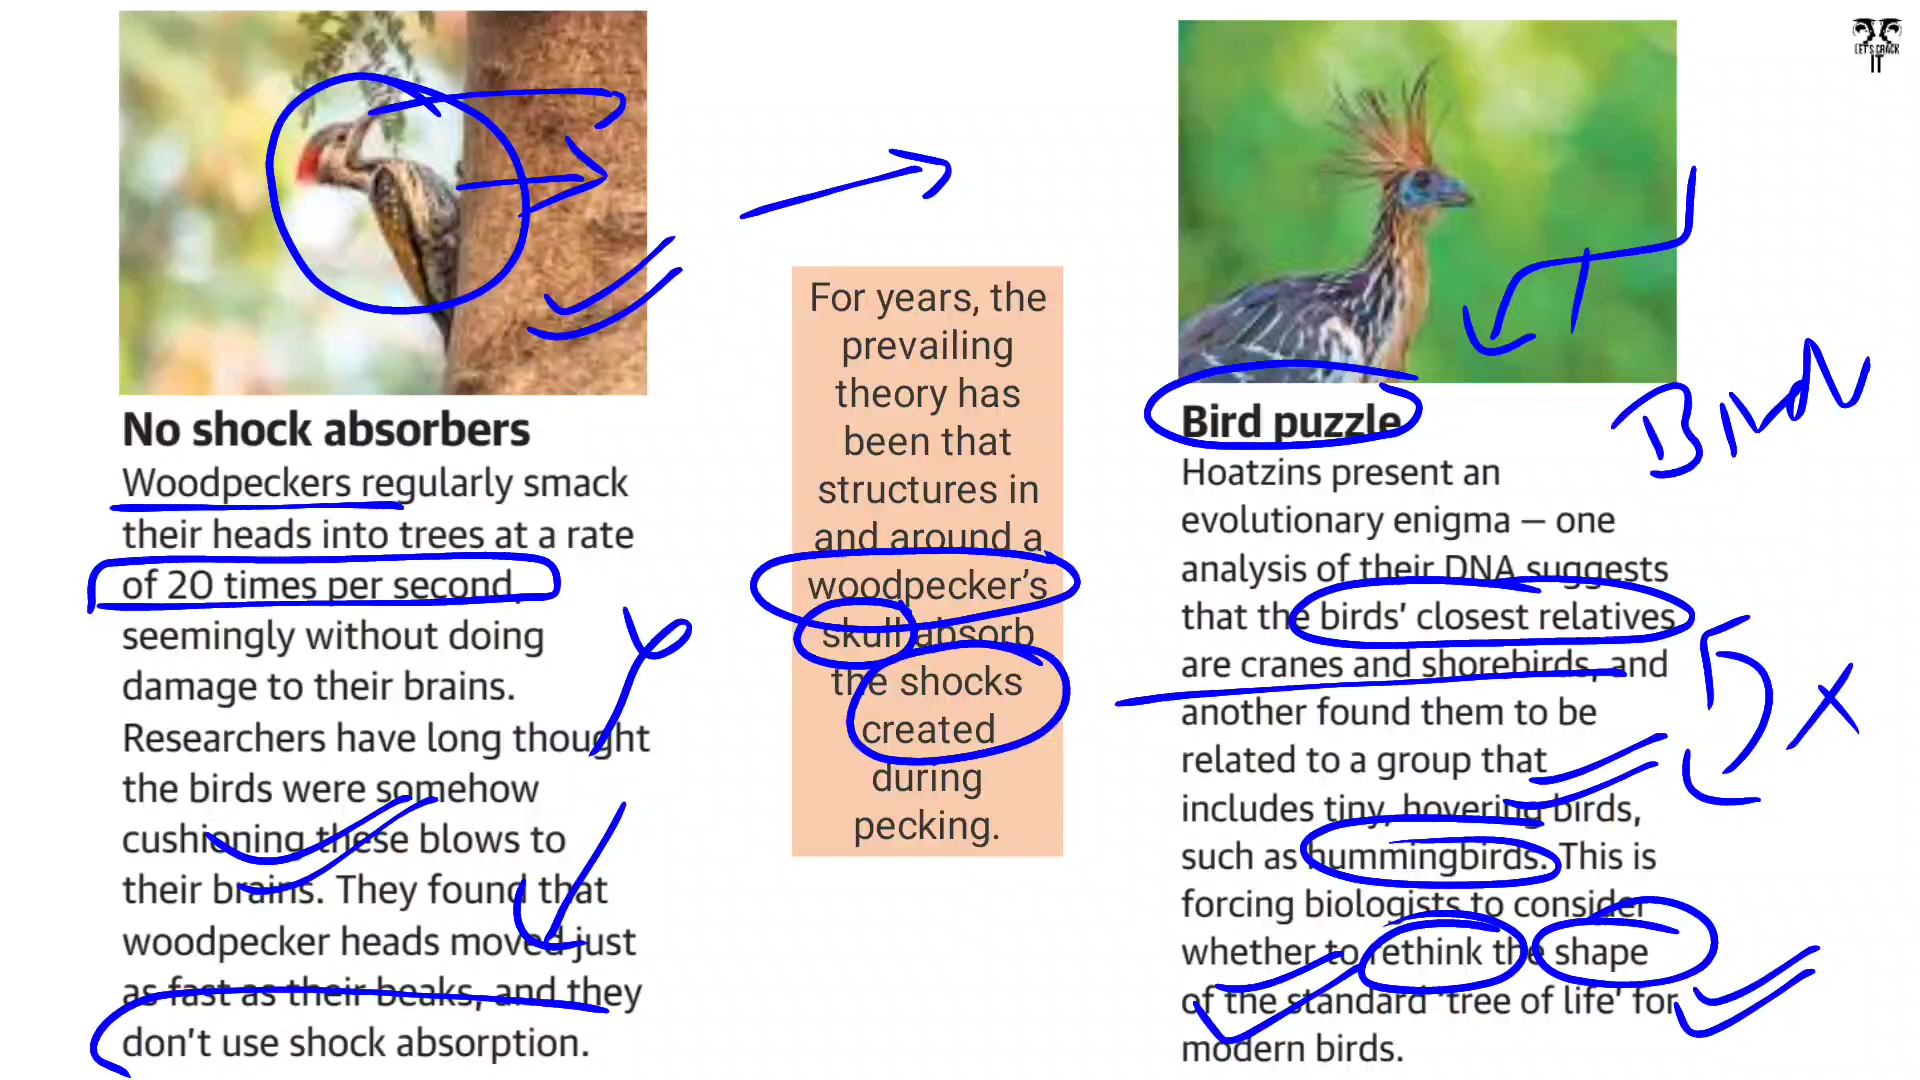 LET'S CRACK
IT
No shock absorbers
Woodpeckers regularly smack
their heads into trees at a rate
of 20 times per second,
seemingly without doing
damage to their brains.
Researchers have long thought
the birds were somehow
cushioning these blows to
their brains. They found that
woodpecker heads moved just
as fast as their beaks, and they
don't use shock absorption.
For years, the
prevailing
theory has
been that
structures in
and around a
woodpecker's
skull absorb
the shocks
created
during
pecking.
Bird puzzle
Hoatzins present an
evolutionary enigma — one
analysis of their DNA suggests
that the birds' closest relatives
are cranes and shorebirds, and
another found them to be
related to a group that
includes tiny, hovering birds,
such as hummingbirds. This is
forcing biologists to consider
whether to rethink the shape
of the standard 'tree of life' for
modern birds.